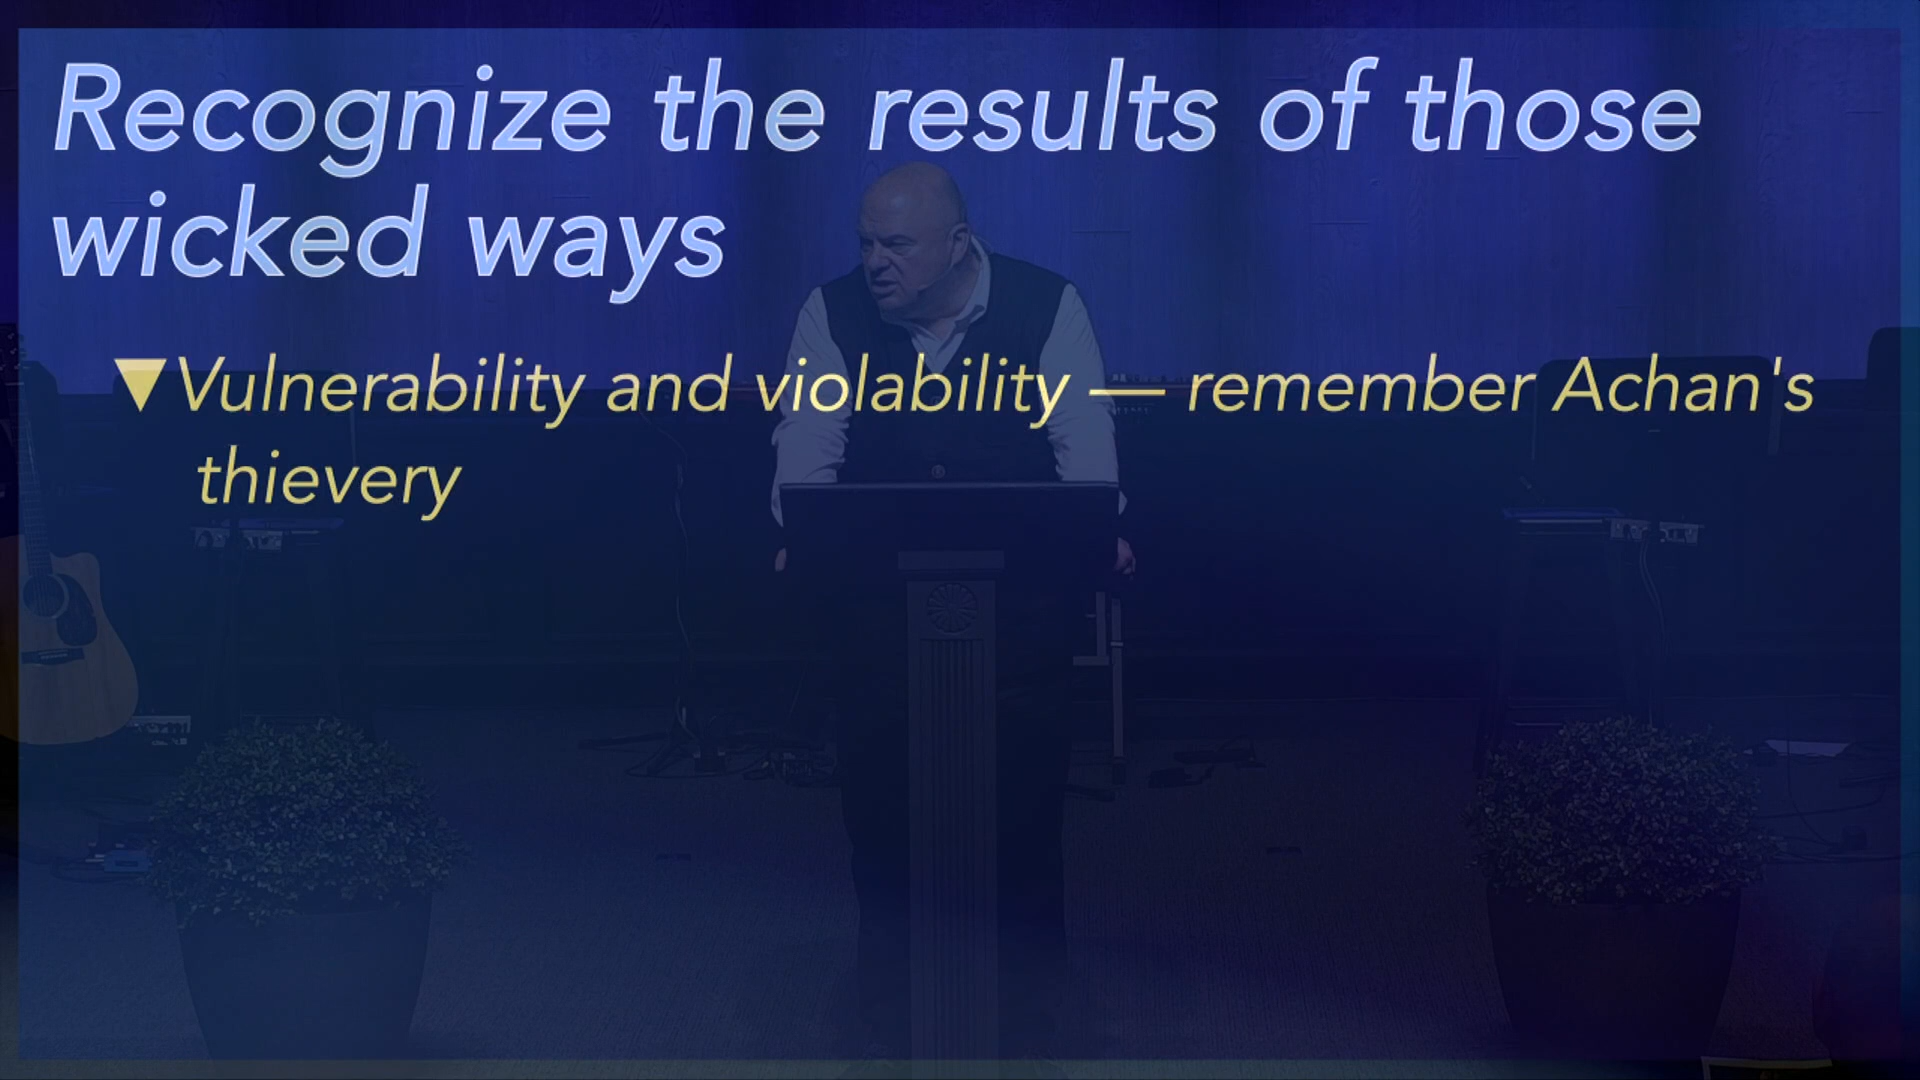 Recognize the results of those
wicked ways
▼Vulnerability and violability — remember Achan's
thievery